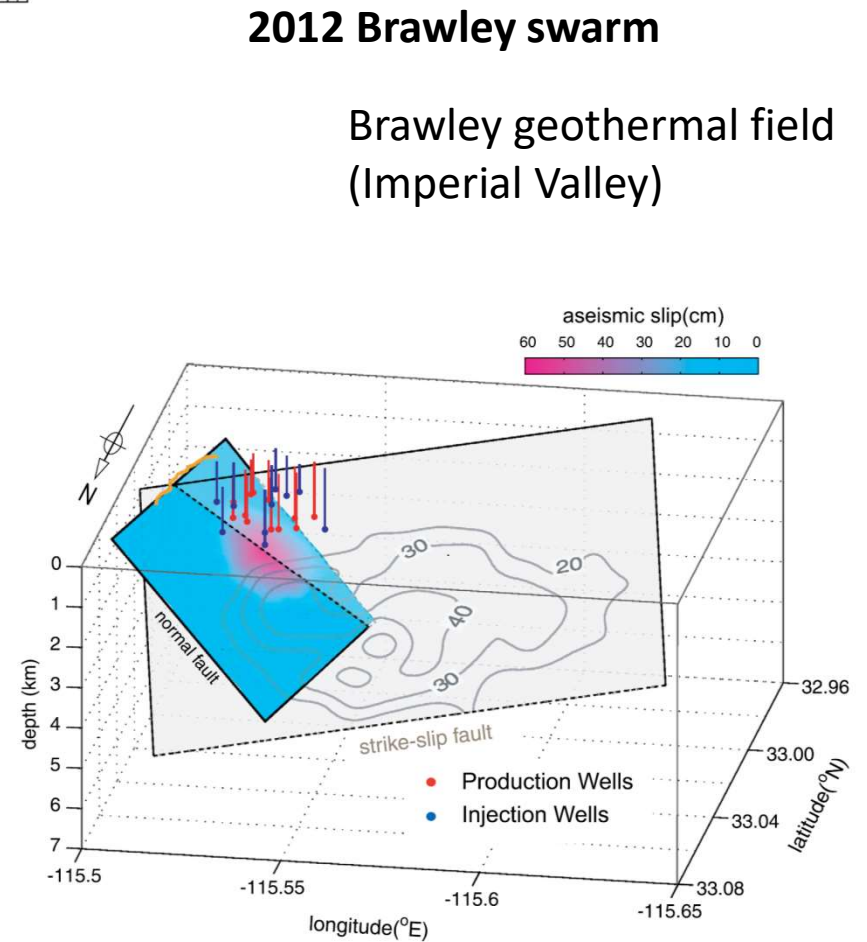 2012 Brawley swarm
Brawley geothermal field
(Imperial Valley)
aseismic slip(cm)
60 50 40 30 20 10 0
N
0
1
2
3
4
5
6
7
depth (km)
normal fault
30
20
40
30
strike-slip fault
Production Wells
Injection Wells
32.96
33.00
33.04
33.08
latitude(°N)
-115.5
-115.55
-115.6
-115.65
longitude(°E)